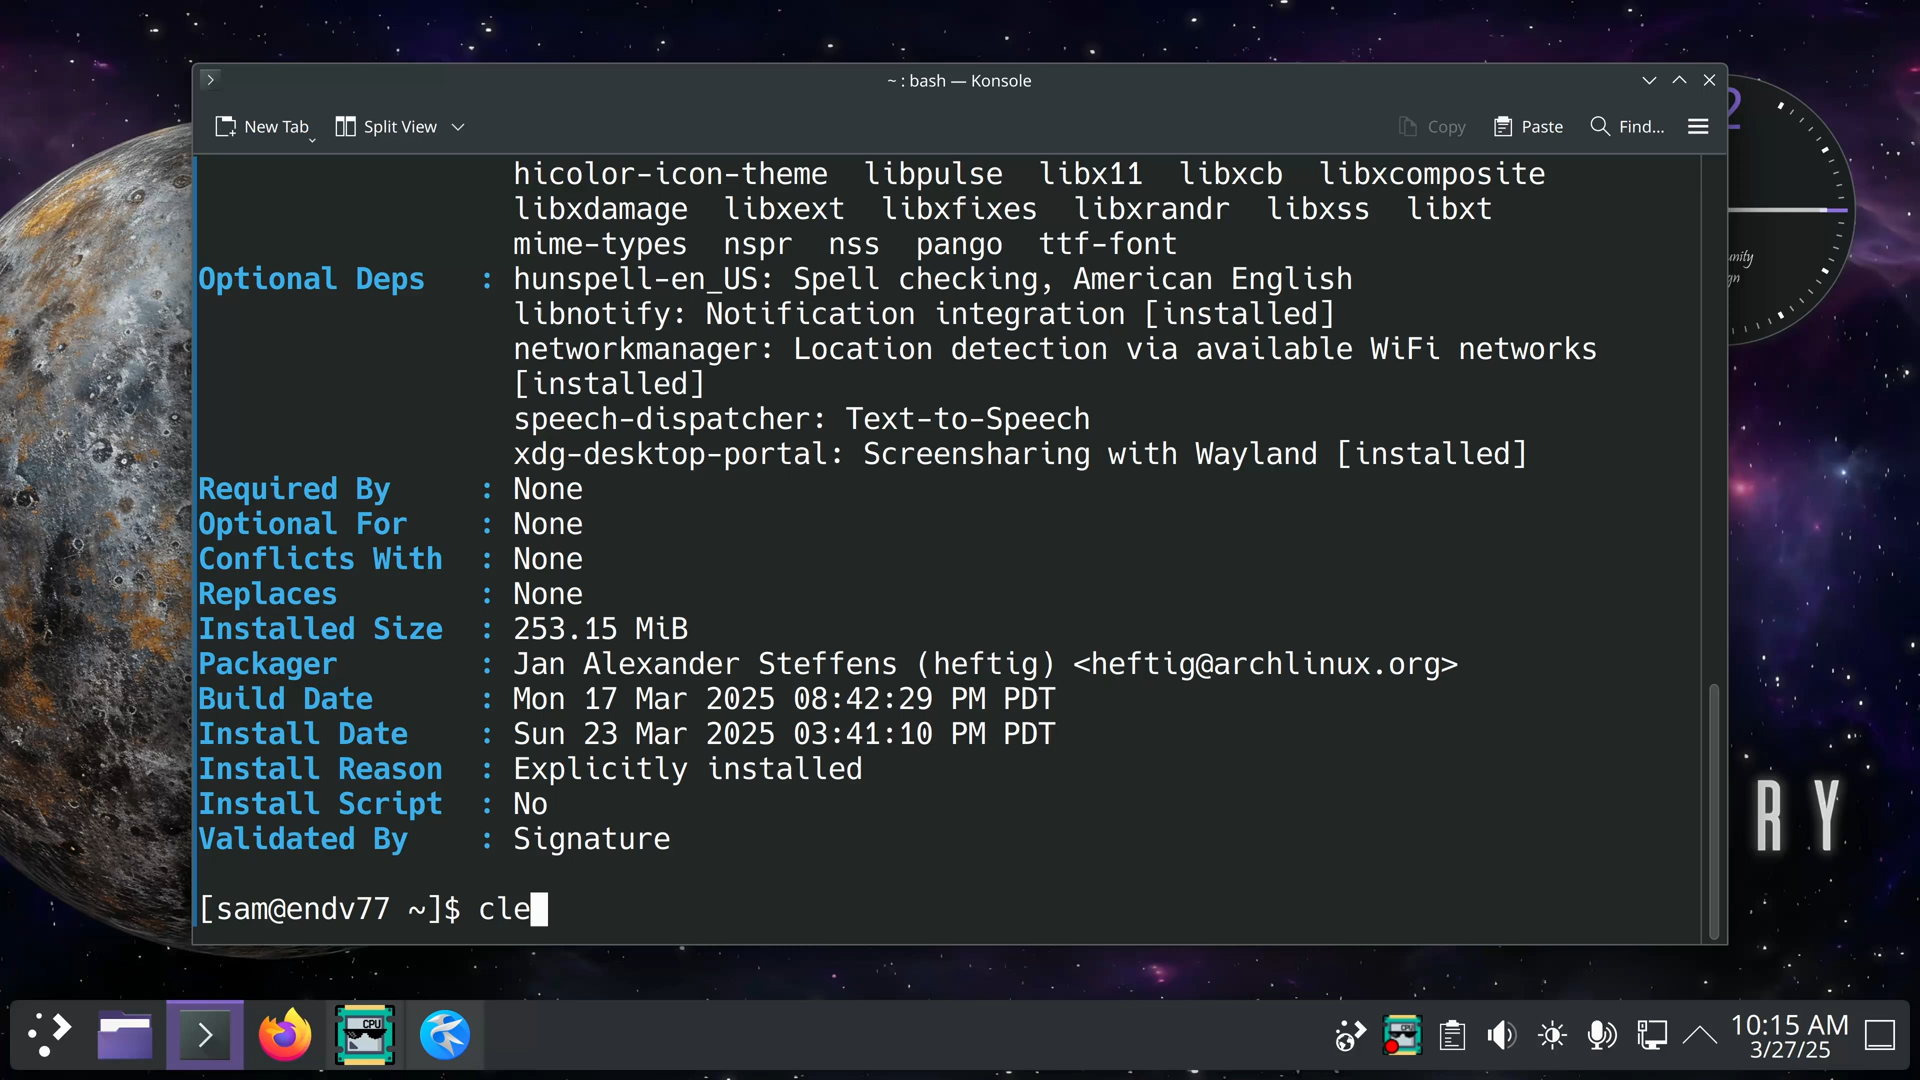 ~ : bash — Konsole
New Tab
Split View
Copy
Paste
Find...
hicolor-icon-theme libpulse libx11 libxcb libxcomposite
libxdamage libxext libxfixes libxrandr libxss libxt
mime-types nspr nss pango ttf-font
Optional Deps : hunspell-en_US: Spell checking, American English
libnotify: Notification integration [installed]
networkmanager: Location detection via available WiFi networks
[installed]
speech-dispatcher: Text-to-Speech
xdg-desktop-portal: Screensharing with Wayland [installed]
Required By : None
Optional For : None
Conflicts With : None
Replaces : None
Installed Size : 253.15 MiB
Packager : Jan Alexander Steffens (heftig) <heftig@archlinux.org>
Build Date : Mon 17 Mar 2025 08:42:29 PM PDT
Install Date : Sun 23 Mar 2025 03:41:10 PM PDT
Install Reason : Explicitly installed
Install Script : No
Validated By : Signature
[sam@endv77 ~]$ cle
R Y
CPU
CPU
10:15 AM
3/27/25